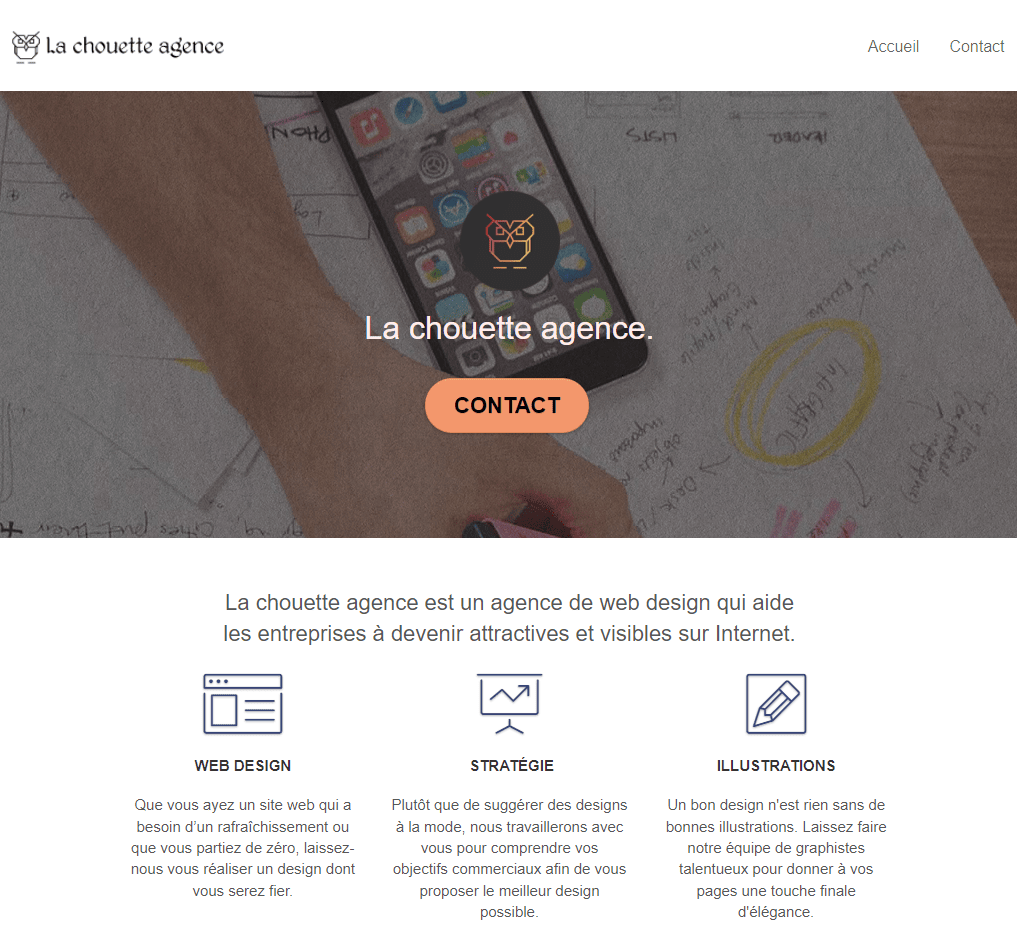 La chouette agence
Accueil Contact
PHON
LISTS
HEADER
La chouette agence.
CONTACT
INFOGRAFIC
La chouette agence est un agence de web design qui aide
les entreprises à devenir attractives et visibles sur Internet.
WEB DESIGN
Que vous ayez un site web qui a
besoin d’un rafraîchissement ou
que vous partiez de zéro, laissez-
nous vous réaliser un design dont
vous serez fier.
STRATÉGIE
Plutôt que de suggérer des designs
à la mode, nous travaillerons avec
vous pour comprendre vos
objectifs commerciaux afin de vous
proposer le meilleur design
possible.
ILLUSTRATIONS
Un bon design n'est rien sans de
bonnes illustrations. Laissez faire
notre équipe de graphistes
talentueux pour donner à vos
pages une touche finale
d'élégance.